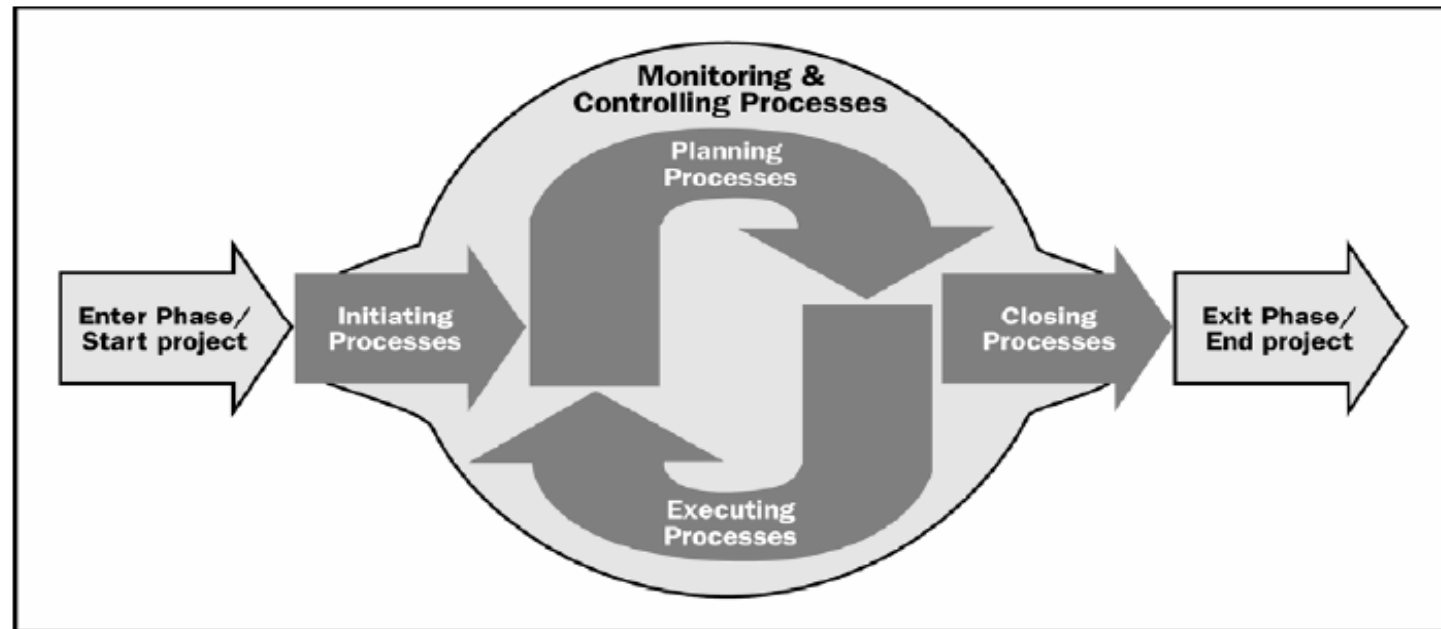 Monitoring &
Controlling Processes
Planning
Processes
Enter Phase/
Start project
Initiating
Processes
Closing
Processes
Exit Phase/
End project
Executing
Processes